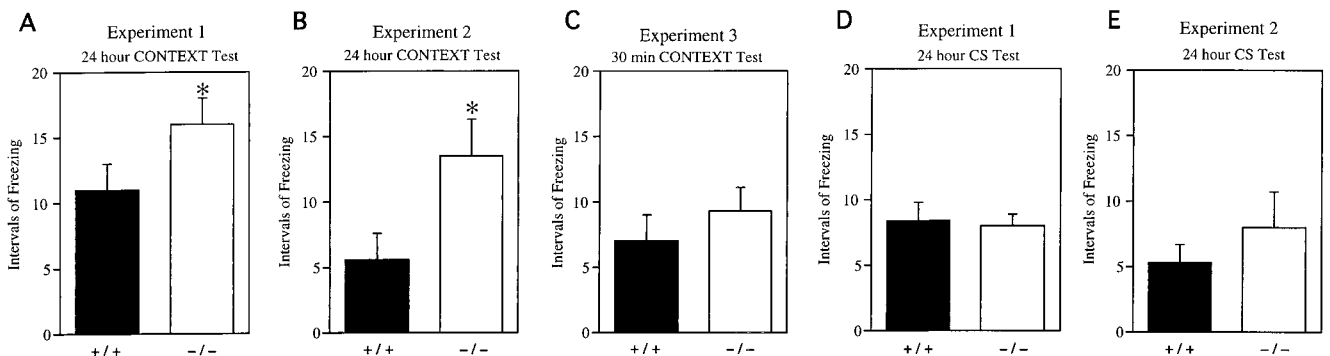 A
Experiment 1
24 hour CONTEXT Test
Intervals of Freezing
20
15
10
5
0
*
+/+
-/-
B
Experiment 2
24 hour CONTEXT Test
Intervals of Freezing
20
15
10
5
0
*
+/+
-/-
C
Experiment 3
30 min CONTEXT Test
Intervals of Freezing
20
15
10
5
0
+/+
-/-
D
Experiment 1
24 hour CS Test
Intervals of Freezing
20
15
10
5
0
+/+
-/-
E
Experiment 2
24 hour CS Test
Intervals of Freezing
20
15
10
5
0
+/+
-/-